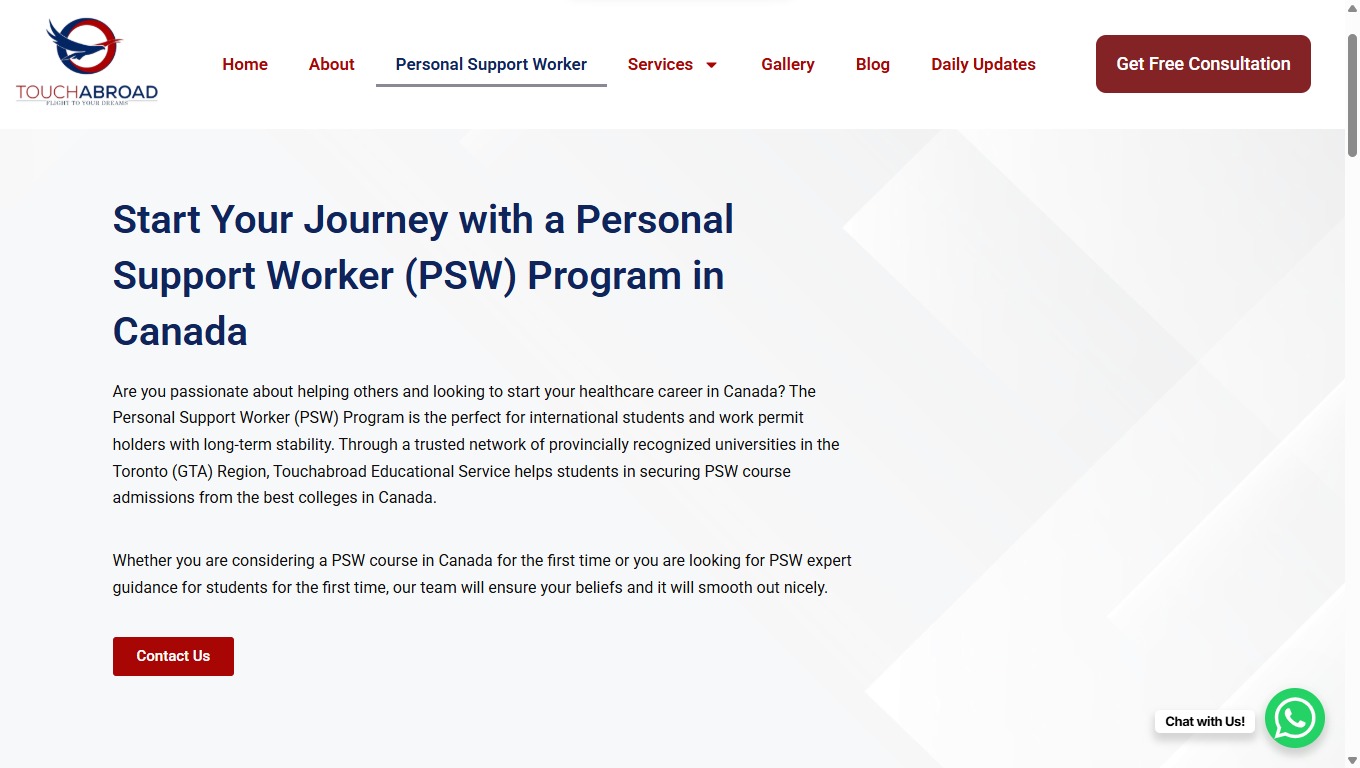 TOUCHABROAD
FLIGHT TO YOUR DREAMS
Home
About
Personal Support Worker
Services
Gallery
Blog
Daily Updates
Get Free Consultation
Start Your Journey with a Personal
Support Worker (PSW) Program in
Canada
Are you passionate about helping others and looking to start your healthcare career in Canada? The
Personal Support Worker (PSW) Program is the perfect for international students and work permit
holders with long-term stability. Through a trusted network of provincially recognized universities in the
Toronto (GTA) Region, Touchabroad Educational Service helps students in securing PSW course
admissions from the best colleges in Canada.
Whether you are considering a PSW course in Canada for the first time or you are looking for PSW expert
guidance for students for the first time, our team will ensure your beliefs and it will smooth out nicely.
Contact Us
Chat with Us!